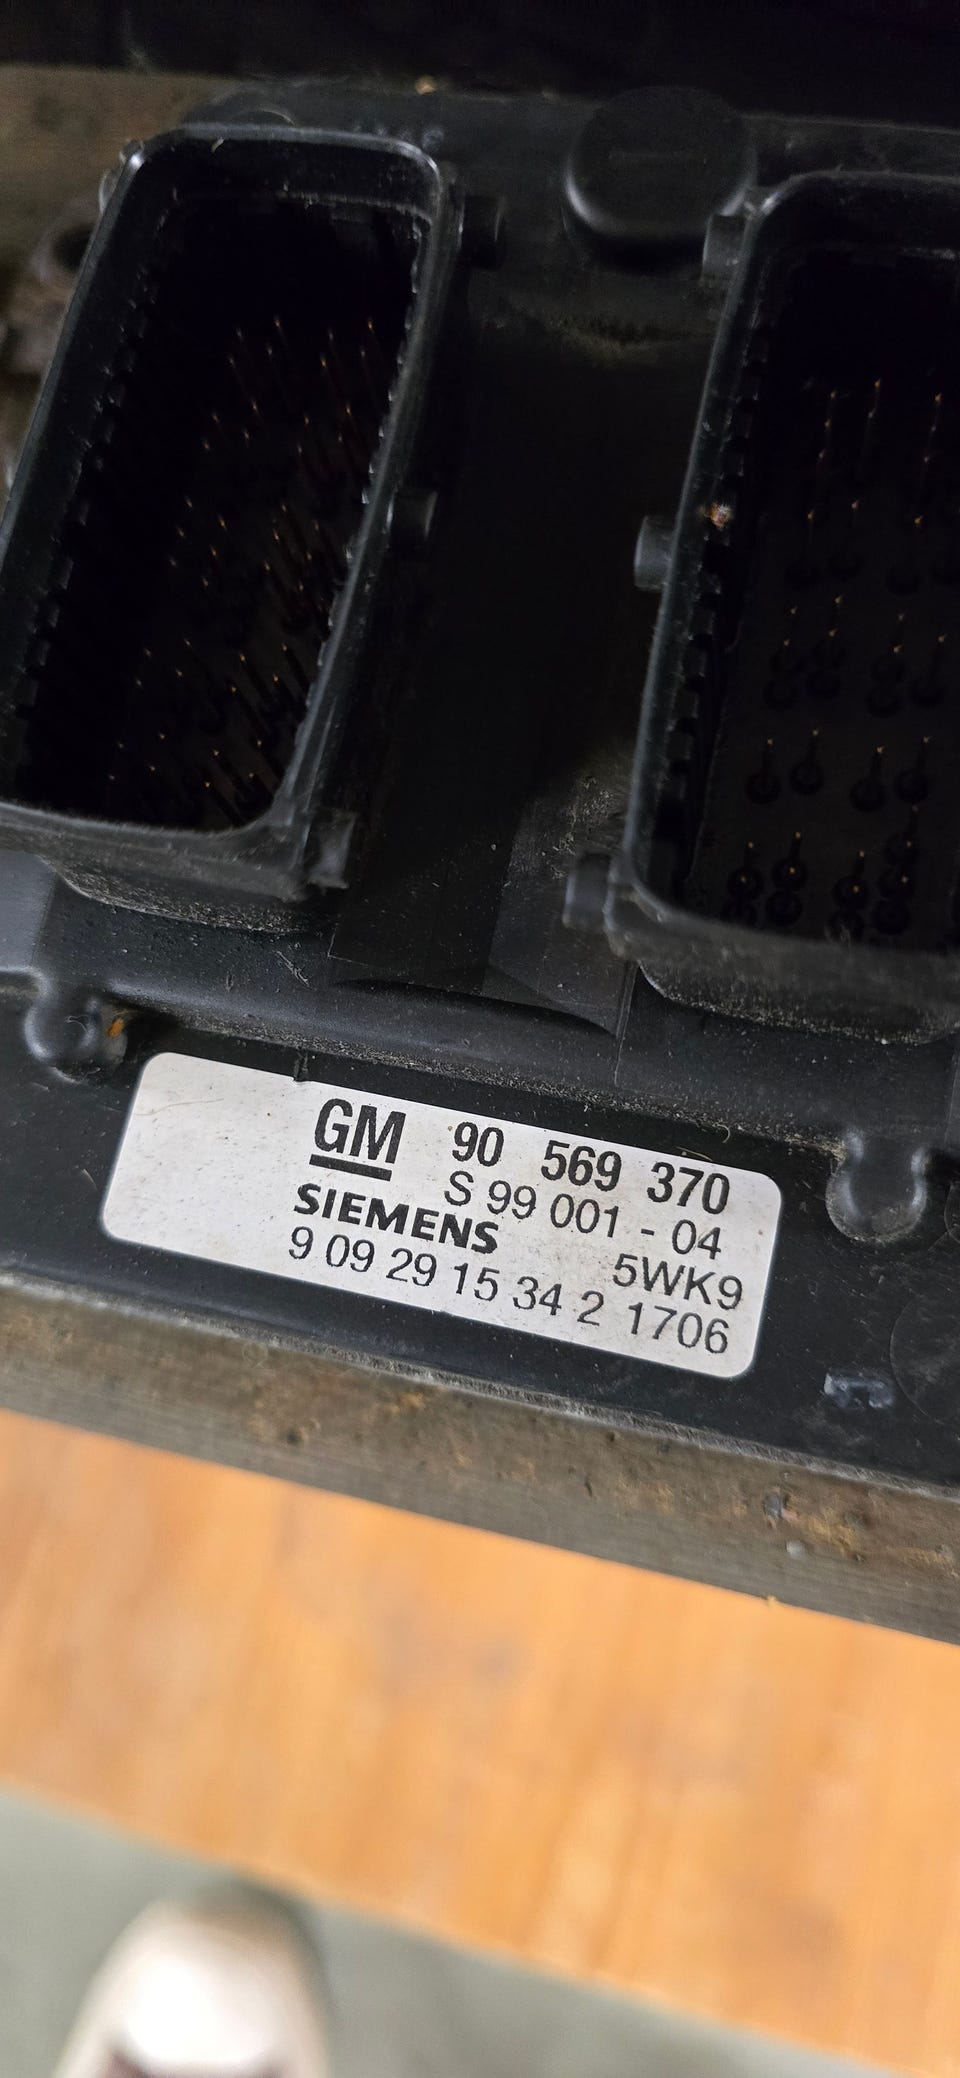 GM 90 569 370
S 99 001 - 04
SIEMENS 5WK9
9 09 29 15 34 2 1706